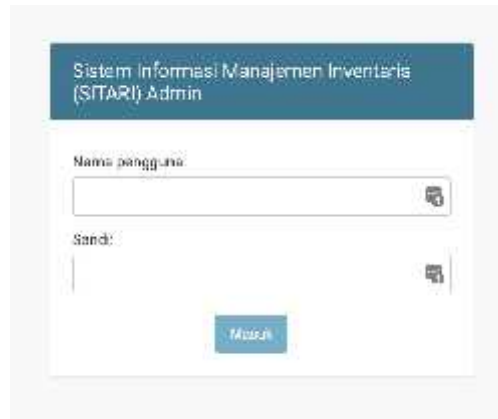 Sistem Informasi Manajemen Inventaris
(SITARI) Admin
Nama pengguna:
Sandi:
Masuk